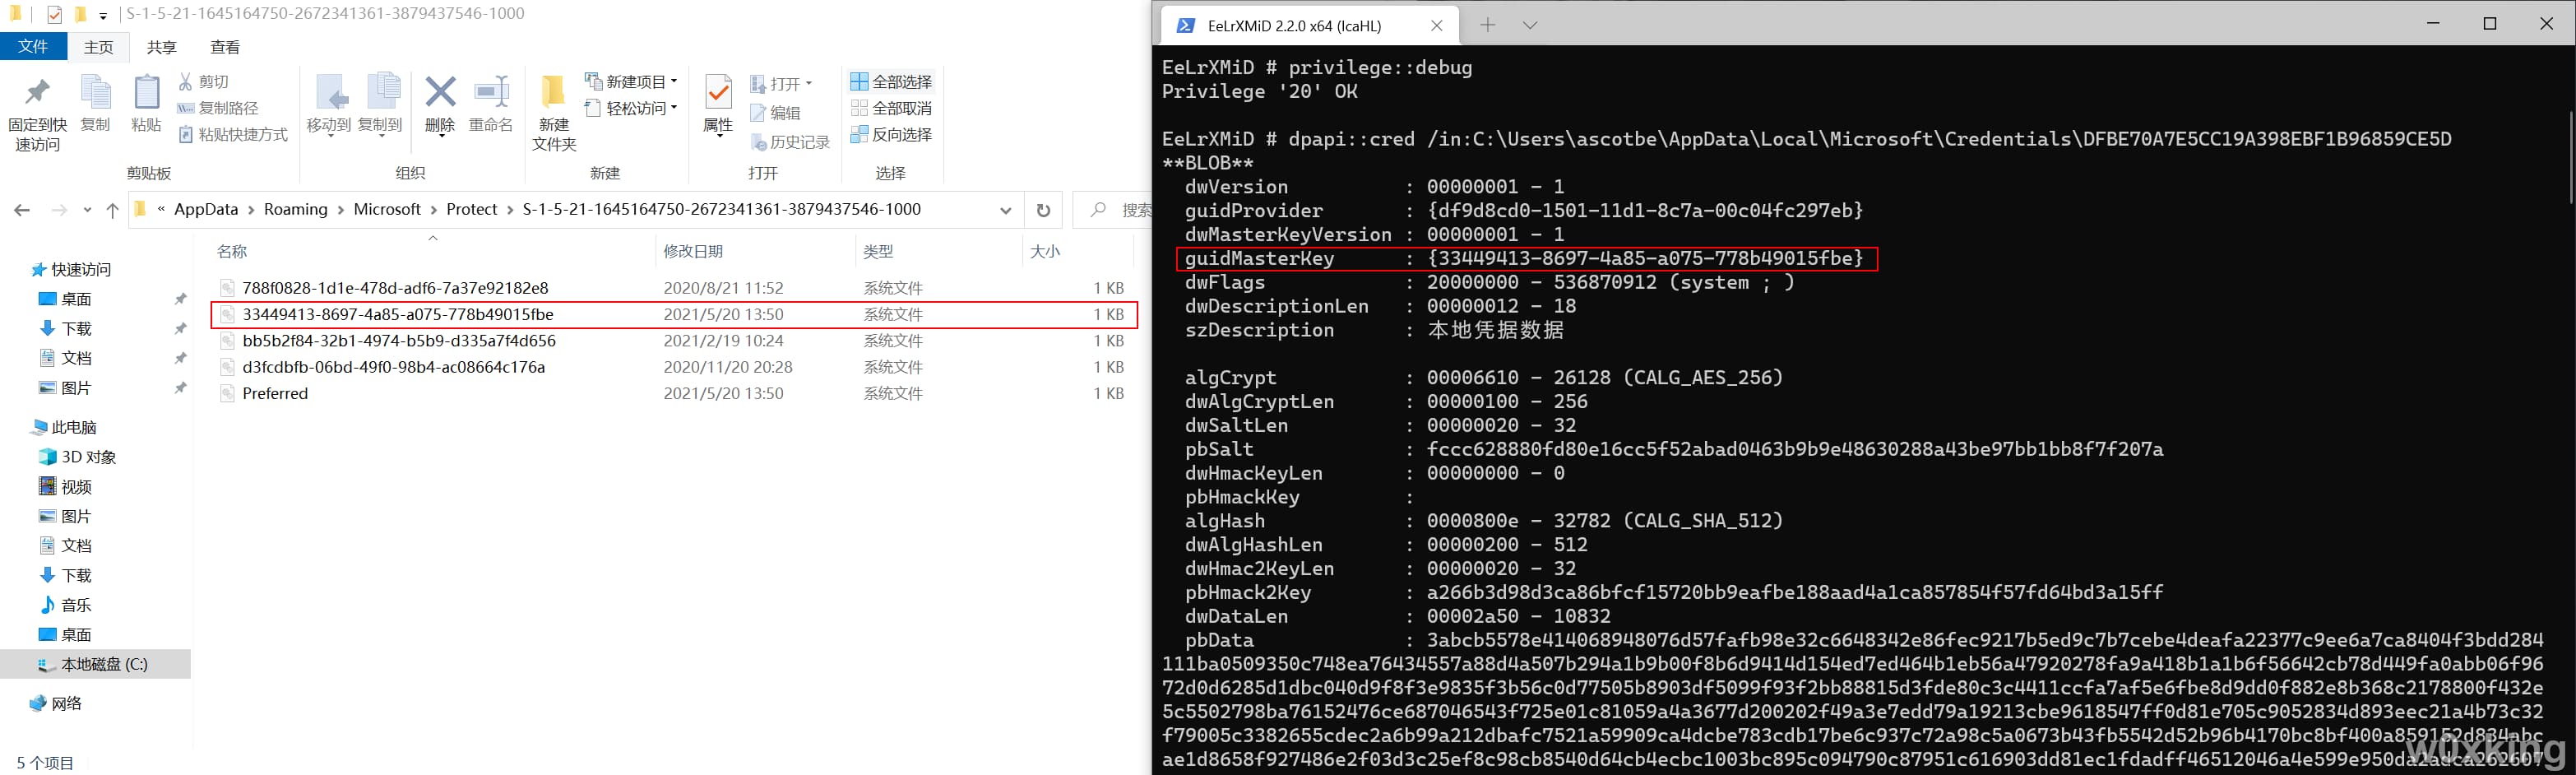 S-1-5-21-1645164750-2672341361-3879437546-1000
文件 主页 共享 查看
固定到快速访问
复制
粘贴
剪切
复制路径
粘贴快捷方式
剪贴板
移动到 复制到
删除 重命名
组织
新建文件夹
新建项目
轻松访问
新建
属性
打开
编辑
历史记录
打开
全部选择
全部取消
反向选择
选择
« AppData > Roaming > Microsoft > Protect > S-1-5-21-1645164750-2672341361-3879437546-1000
搜索
快速访问
桌面
下载
文档
图片
此电脑
3D 对象
视频
图片
文档
下载
音乐
桌面
本地磁盘 (C:)
网络
名称 修改日期 类型 大小
788f0828-1d1e-478d-adf6-7a37e92182e8 2020/8/21 11:52 系统文件 1 KB
33449413-8697-4a85-a075-778b49015fbe 2021/5/20 13:50 系统文件 1 KB
bb5b2f84-32b1-4974-b5b9-d335a7f4d656 2021/2/19 10:24 系统文件 1 KB
d3fcdbfb-06bd-49f0-98b4-ac08664c176a 2020/11/20 20:28 系统文件 1 KB
Preferred 2021/5/20 13:50 系统文件 1 KB
5 个项目
EeLrXMiD 2.2.0 x64 (IcaHL)
EeLrXMiD # privilege::debug
Privilege '20' OK
EeLrXMiD # dpapi::cred /in:C:\Users\ascotbe\AppData\Local\Microsoft\Credentials\DFBE70A7E5CC19A398EBF1B96859CE5D
**BLOB**
dwVersion : 00000001 - 1
guidProvider : {df9d8cd0-1501-11d1-8c7a-00c04fc297eb}
dwMasterKeyVersion : 00000001 - 1
guidMasterKey : {33449413-8697-4a85-a075-778b49015fbe}
dwFlags : 20000000 - 536870912 (system ; )
dwDescriptionLen : 00000012 - 18
szDescription : 本地凭据数据
algCrypt : 00006610 - 26128 (CALG_AES_256)
dwAlgCryptLen : 00000100 - 256
dwSaltLen : 00000020 - 32
pbSalt : fccc628880fd80e16cc5f52abad0463b9b9e48630288a43be97bb1bb8f7f207a
dwHmacKeyLen : 00000000 - 0
pbHmackKey :
algHash : 0000800e - 32782 (CALG_SHA_512)
dwAlgHashLen : 00000200 - 512
dwHmac2KeyLen : 00000020 - 32
pbHmack2Key : a266b3d98d3ca86bfcf15720bb9eafbe188aad4a1ca857854f57fd64bd3a15ff
dwDataLen : 00002a50 - 10832
pbData : 3abcb5578e414068948076d57fafb98e32c6648342e86fec9217b5ed9c7b7cebe4deafa22377c9ee6a7ca8404f3bdd284
111ba0509350c748ea76434557a88d4a507b294a1b9b00f8b6d9414d154ed7ed464b1eb56a47920278fa9a418b1a1b6f56642cb78d449fa0abb06f96
72d0d6285d1dbc040d9f8f3e9835f3b56c0d77505b8903df5099f93f2bb88815d3fde80c3c4411ccfa7af5e6fbe8d9dd0f882e8b368c2178800f432e
5c5502798ba76152476ce687046543f725e01c81059a4a3677d200202f49a3e7edd79a19213cbe9618547ff0d81e705c9052834d893eec21a4b73c32
f79005c3382655cdec2a6b99a212dbafc7521a59909ca4dcbe783cdb17be6c937c72a98c5a0673b43fb5542d52b96b4170bc8bf400a859152d834abc
ae1d8658f927486e2f03d3c25ef8c98cb8540d64cb4ecbc1003bc895c094790c87951c616903dd81ec1fdadff46512046a4e599e950da2adca262607
w0xking